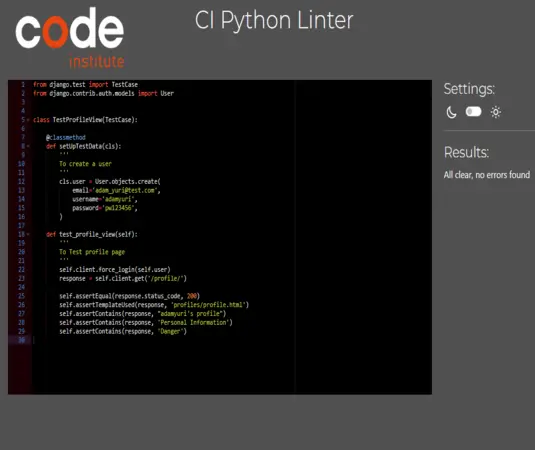 code
institute
CI Python Linter
1 from django.test import TestCase
2 from django.contrib.auth.models import User
3
4
5 class TestProfileView(TestCase):
6
7 @classmethod
8 def setUpTestData(cls):
9 '''
10 To create a user
11 '''
12 cls.user = User.objects.create(
13 email='adam_yuri@test.com',
14 username='adamyuri',
15 password='pw123456',
16 )
17
18 def test_profile_view(self):
19 '''
20 To Test profile page
21 '''
22 self.client.force_login(self.user)
23 response = self.client.get('/profile/')
24
25 self.assertEqual(response.status_code, 200)
26 self.assertTemplateUsed(response, 'profiles/profile.html')
27 self.assertContains(response, "adamyuri's profile")
28 self.assertContains(response, 'Personal Information')
29 self.assertContains(response, 'Danger')
30
Settings:
Results:
All clear, no errors found